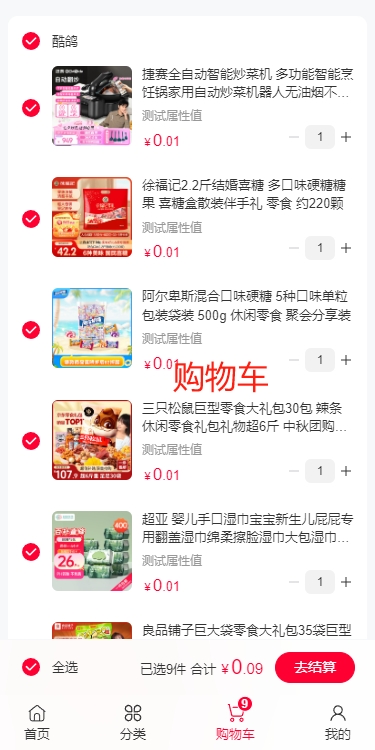 酷鸽
捷赛全自动智能炒菜机 多功能智能烹
饪锅家用自动炒菜机器人无油烟不...
测试属性值
¥0.01
1
徐福记2.2斤结婚喜糖 多口味硬糖糖
果 喜糖盒散装伴手礼 零食 约220颗
测试属性值
¥0.01
1
42.2
阿尔卑斯混合口味硬糖 5种口味单粒
包装袋装 500g 休闲零食 聚会分享装
测试属性值
¥0.01
1
购物车
三只松鼠巨型零食大礼包30包 辣条
休闲零食礼包礼物超6斤 中秋团购...
测试属性值
¥0.01
1
TOP1
107.9
超亚 婴儿手口湿巾宝宝新生儿屁屁专
用翻盖湿巾绵柔擦脸湿巾大包湿巾...
测试属性值
¥0.01
1
400
26
良品铺子巨大袋零食大礼包35袋巨型
全选
已选9件 合计 ¥0.09
去结算
9
首页
分类
购物车
我的